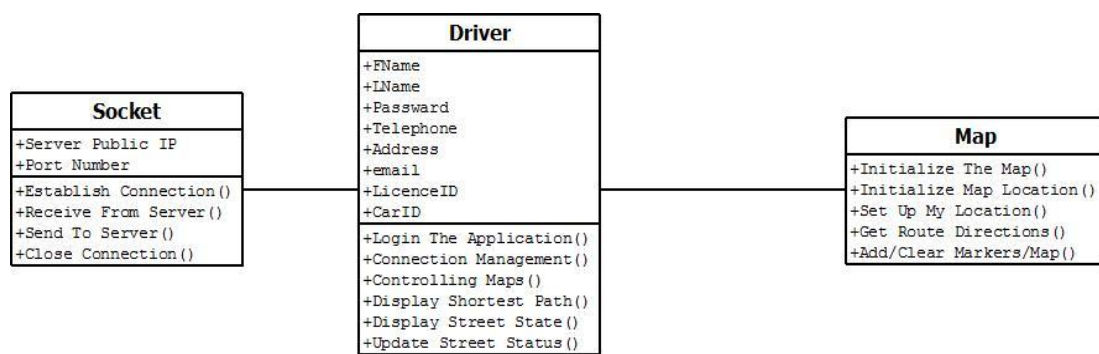 Socket
+Server Public IP
+Port Number
+Establish Connection()
+Receive From Server()
+Send To Server()
+Close Connection()
Driver
+FName
+LName
+Passward
+Telephone
+Address
+email
+LicenceID
+CarID
+Login The Application()
+Connection Management()
+Controlling Maps()
+Display Shortest Path()
+Display Street State()
+Update Street Status()
Map
+Initialize The Map()
+Initialize Map Location()
+Set Up My Location()
+Get Route Directions()
+Add/Clear Markers/Map()